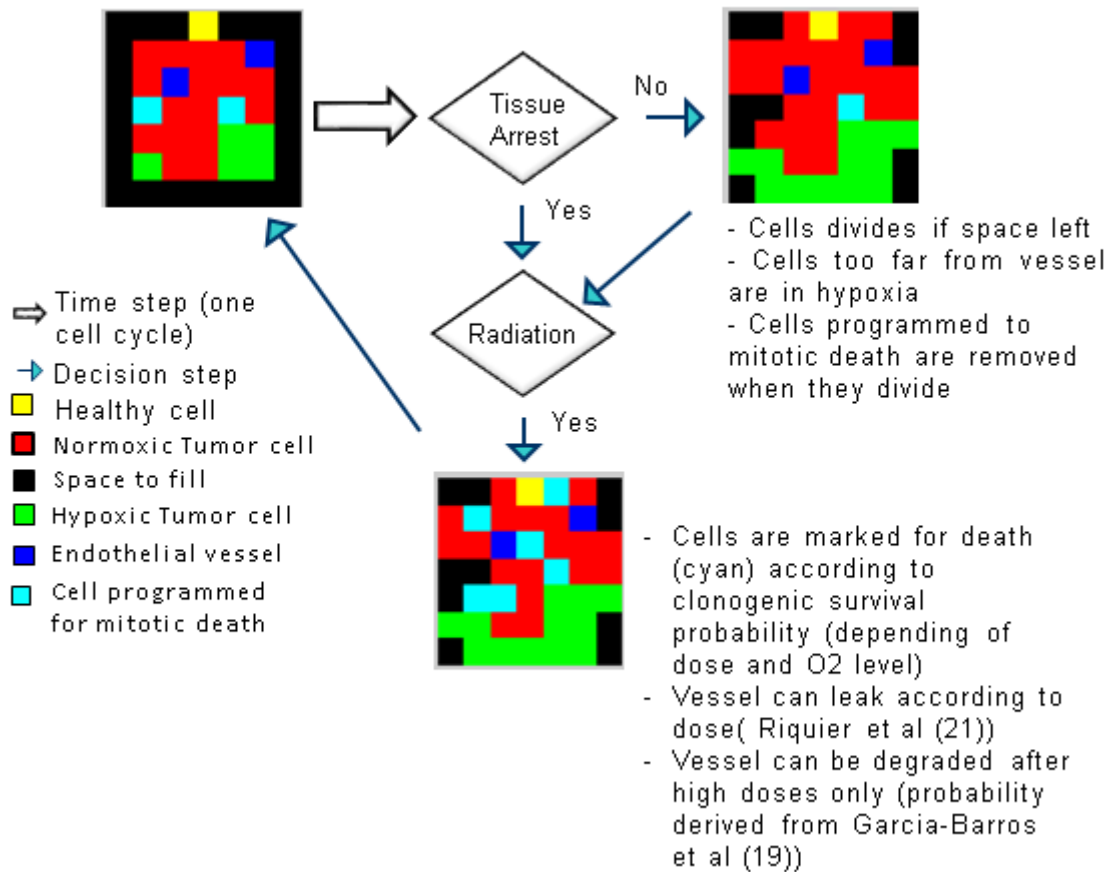 Tissue
Arrest
No
Yes
- Cells divides if space left
- Cells too far from vessel
are in hypoxia
- Cells programmed to
mitotic death are removed
when they divide
Radiation
Yes
Time step (one
cell cycle)
Decision step
Healthy cell
Normoxic Tumor cell
Space to fill
Hypoxic Tumor cell
Endothelial vessel
Cell programmed
for mitotic death
- Cells are marked for death
(cyan) according to
clonogenic survival
probability (depending of
dose and O2 level)
- Vessel can leak according to
dose( Riquier et al (21))
- Vessel can be degraded after
high doses only (probability
derived from Garcia-Barros
et al (19))